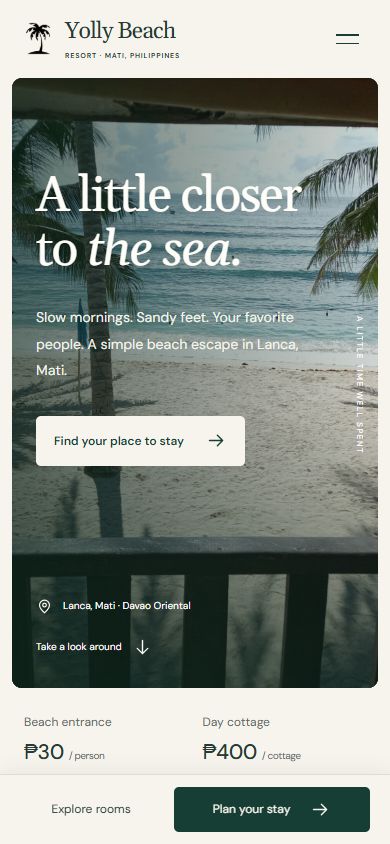 Yolly Beach
RESORT · MATI, PHILIPPINES
A little closer
to the sea.
Slow mornings. Sandy feet. Your favorite
people. A simple beach escape in Lanca,
Mati.
A LITTLE TIME WELL SPENT
Find your place to stay
Lanca, Mati · Davao Oriental
Take a look around
Beach entrance
₱30 / person
Day cottage
₱400 / cottage
Explore rooms
Plan your stay